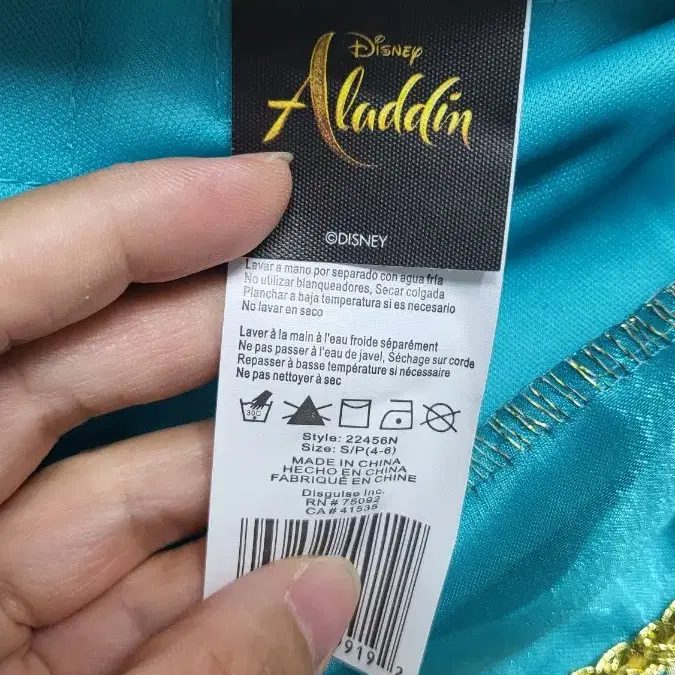 Disney
Aladdin
©DISNEY
Lavar a mano por separado con agua fría
No utilizar blanqueadores, Secar colgada
Planchar a baja temperatura si es necesario
No lavar en seco
Laver à la main à l'eau froide séparément
Ne pas passer à l'eau de javel, Séchage sur corde
Repasser à basse température si nécessaire
Ne pas nettoyer à sec
30C
Style: 22456N
Size: S/P(4-6)
MADE IN CHINA
HECHO EN CHINA
FABRIQUÉ EN CHINE
Disguise Inc.
RN # 75092
CA # 41535
919 2